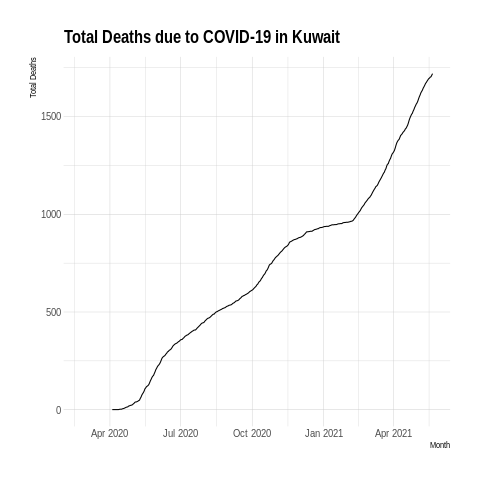 Total Deaths due to COVID-19 in Kuwait
Total Deaths
1500
1000
500
0
Apr 2020 Jul 2020 Oct 2020 Jan 2021 Apr 2021
Month